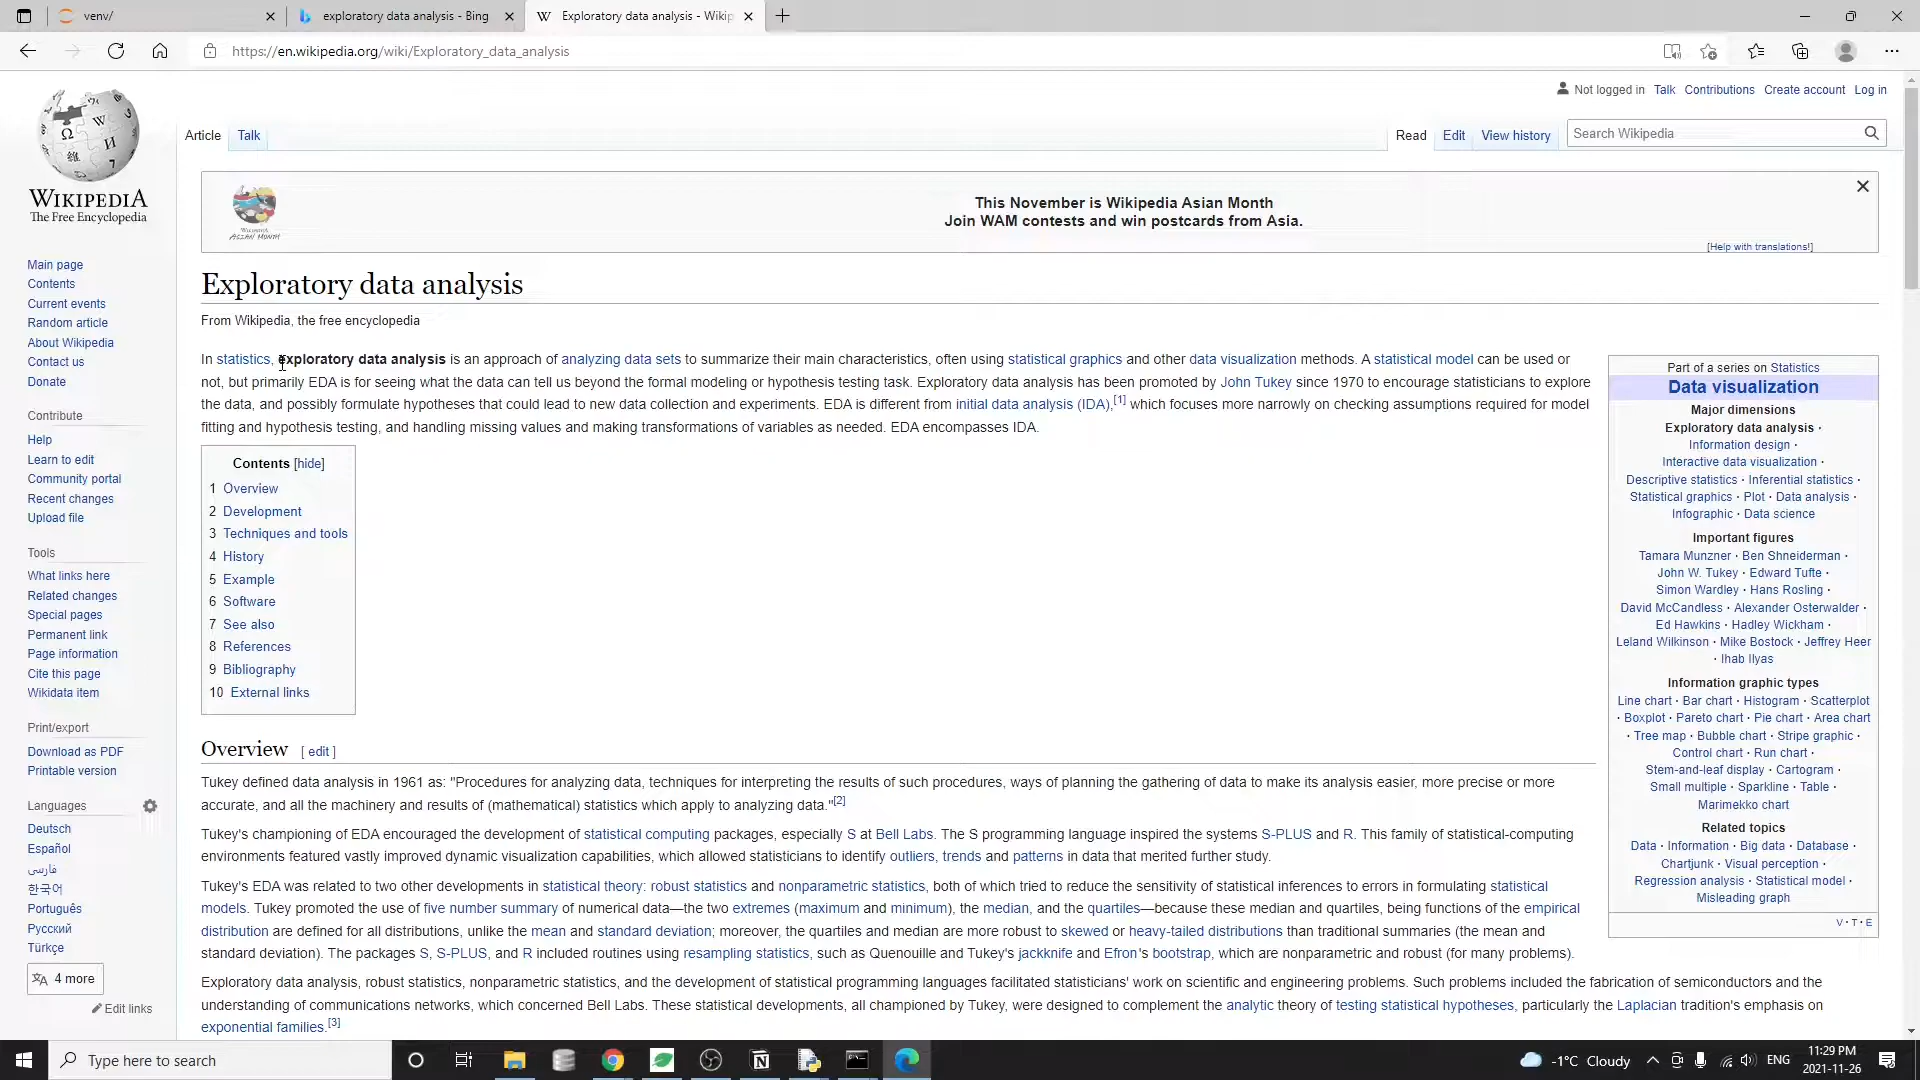 venv/
exploratory data analysis - Bing
Exploratory data analysis - Wikip
https://en.wikipedia.org/wiki/Exploratory_data_analysis
Not logged in Talk Contributions Create account Log in
Article Talk
Read Edit View history
Search Wikipedia
WIKIPEDIA
The Free Encyclopedia
Main page
Contents
Current events
Random article
About Wikipedia
Contact us
Donate
Contribute
Help
Learn to edit
Community portal
Recent changes
Upload file
Tools
What links here
Related changes
Special pages
Permanent link
Page information
Cite this page
Wikidata item
Print/export
Download as PDF
Printable version
Languages
Deutsch
Español
فارسی
한국어
Português
Русский
Türkçe
4 more
Edit links
WIKIPEDIA
ASIAN MONTH
This November is Wikipedia Asian Month
Join WAM contests and win postcards from Asia.
[Help with translations!]
Exploratory data analysis
From Wikipedia, the free encyclopedia
In statistics, exploratory data analysis is an approach of analyzing data sets to summarize their main characteristics, often using statistical graphics and other data visualization methods. A statistical model can be used or
not, but primarily EDA is for seeing what the data can tell us beyond the formal modeling or hypothesis testing task. Exploratory data analysis has been promoted by John Tukey since 1970 to encourage statisticians to explore
the data, and possibly formulate hypotheses that could lead to new data collection and experiments. EDA is different from initial data analysis (IDA),[1] which focuses more narrowly on checking assumptions required for model
fitting and hypothesis testing, and handling missing values and making transformations of variables as needed. EDA encompasses IDA.
Contents [hide]
1 Overview
2 Development
3 Techniques and tools
4 History
5 Example
6 Software
7 See also
8 References
9 Bibliography
10 External links
Overview [ edit ]
Tukey defined data analysis in 1961 as: "Procedures for analyzing data, techniques for interpreting the results of such procedures, ways of planning the gathering of data to make its analysis easier, more precise or more
accurate, and all the machinery and results of (mathematical) statistics which apply to analyzing data."[2]
Tukey's championing of EDA encouraged the development of statistical computing packages, especially S at Bell Labs. The S programming language inspired the systems S-PLUS and R. This family of statistical-computing
environments featured vastly improved dynamic visualization capabilities, which allowed statisticians to identify outliers, trends and patterns in data that merited further study.
Tukey's EDA was related to two other developments in statistical theory: robust statistics and nonparametric statistics, both of which tried to reduce the sensitivity of statistical inferences to errors in formulating statistical
models. Tukey promoted the use of five number summary of numerical data—the two extremes (maximum and minimum), the median, and the quartiles—because these median and quartiles, being functions of the empirical
distribution are defined for all distributions, unlike the mean and standard deviation; moreover, the quartiles and median are more robust to skewed or heavy-tailed distributions than traditional summaries (the mean and
standard deviation). The packages S, S-PLUS, and R included routines using resampling statistics, such as Quenouille and Tukey's jackknife and Efron's bootstrap, which are nonparametric and robust (for many problems).
Exploratory data analysis, robust statistics, nonparametric statistics, and the development of statistical programming languages facilitated statisticians' work on scientific and engineering problems. Such problems included the fabrication of semiconductors and the
understanding of communications networks, which concerned Bell Labs. These statistical developments, all championed by Tukey, were designed to complement the analytic theory of testing statistical hypotheses, particularly the Laplacian tradition's emphasis on
exponential families.[3]
Part of a series on Statistics
Data visualization
Major dimensions
Exploratory data analysis ·
Information design ·
Interactive data visualization ·
Descriptive statistics · Inferential statistics ·
Statistical graphics · Plot · Data analysis ·
Infographic · Data science
Important figures
Tamara Munzner · Ben Shneiderman ·
John W. Tukey · Edward Tufte ·
Simon Wardley · Hans Rosling ·
David McCandless · Alexander Osterwalder ·
Ed Hawkins · Hadley Wickham ·
Leland Wilkinson · Mike Bostock · Jeffrey Heer
· Ihab Ilyas
Information graphic types
Line chart · Bar chart · Histogram · Scatterplot
· Boxplot · Pareto chart · Pie chart · Area chart
· Tree map · Bubble chart · Stripe graphic ·
Control chart · Run chart ·
Stem-and-leaf display · Cartogram ·
Small multiple · Sparkline · Table ·
Marimekko chart
Related topics
Data · Information · Big data · Database ·
Chartjunk · Visual perception ·
Regression analysis · Statistical model ·
Misleading graph
V · T · E
Type here to search
-1°C Cloudy
ENG
11:29 PM
2021-11-26